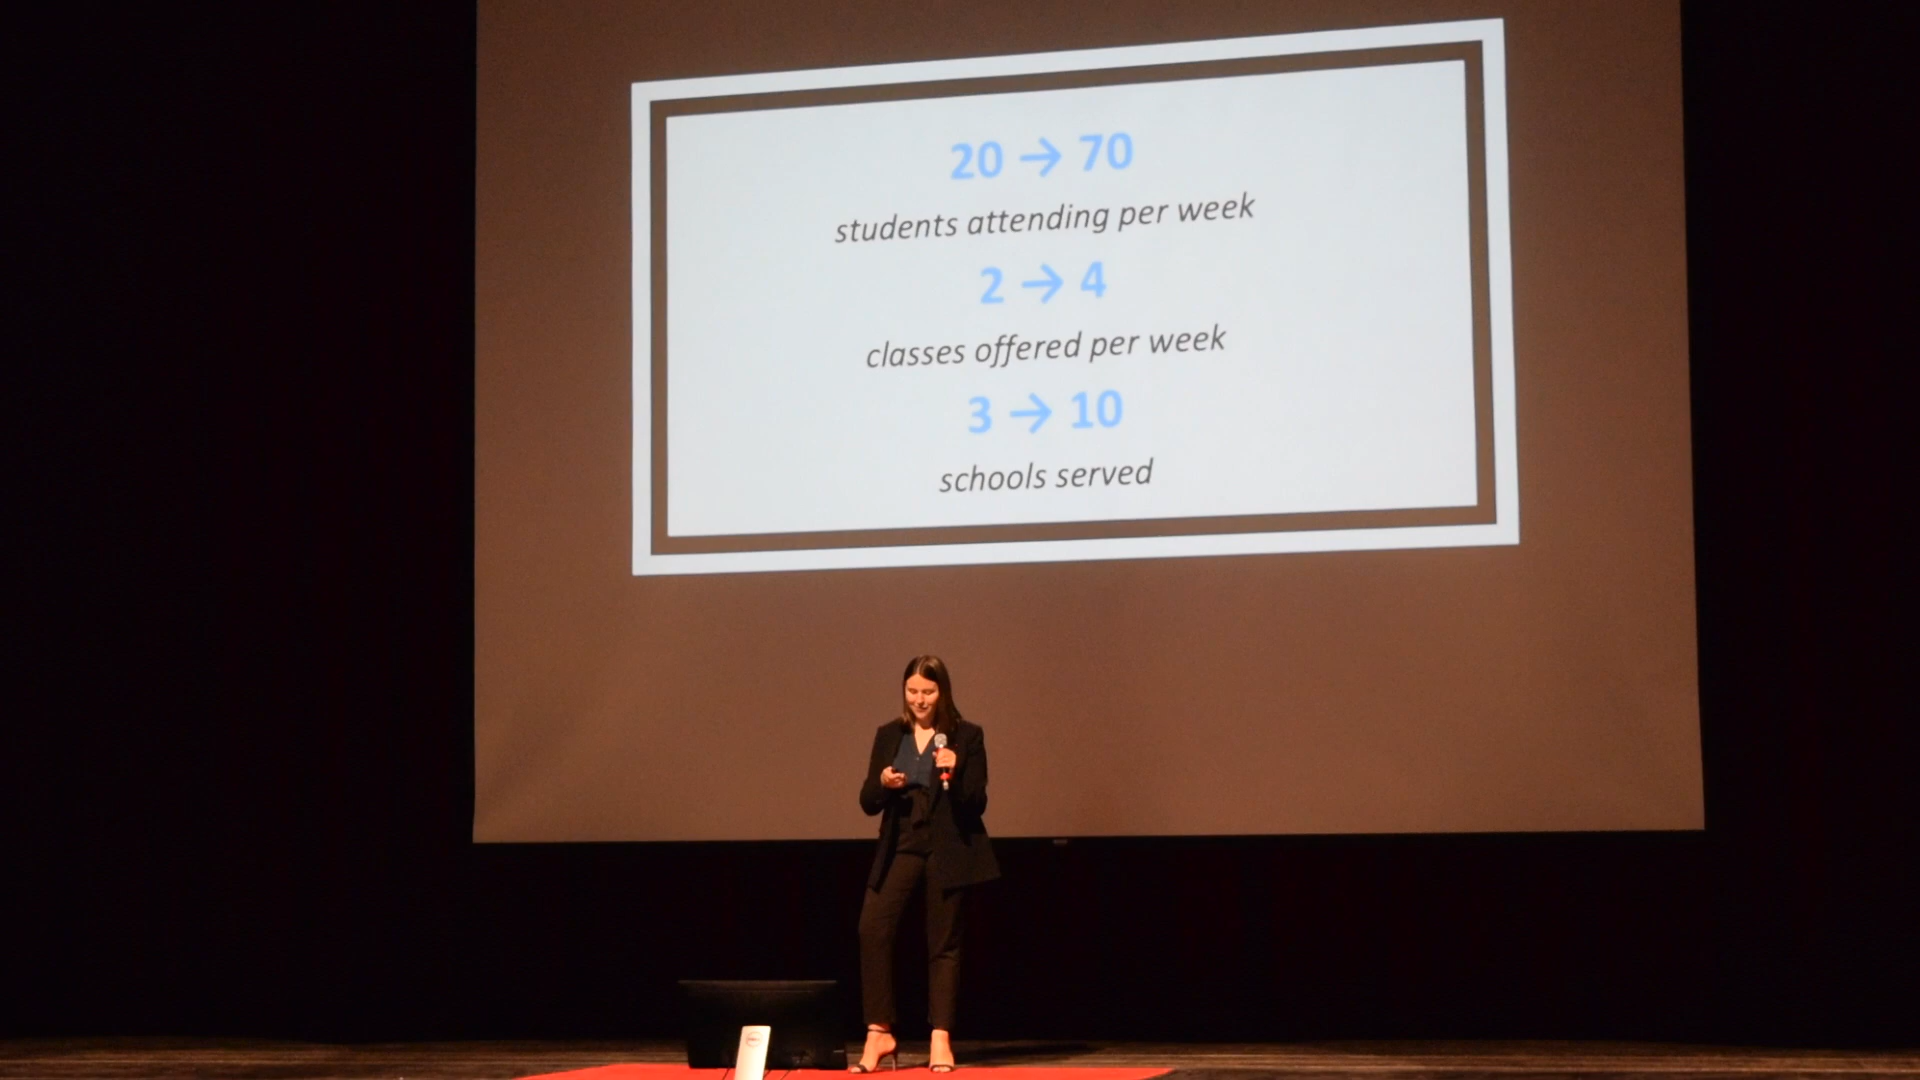 20 → 70
students attending per week
2 → 4
classes offered per week
3 → 10
schools served